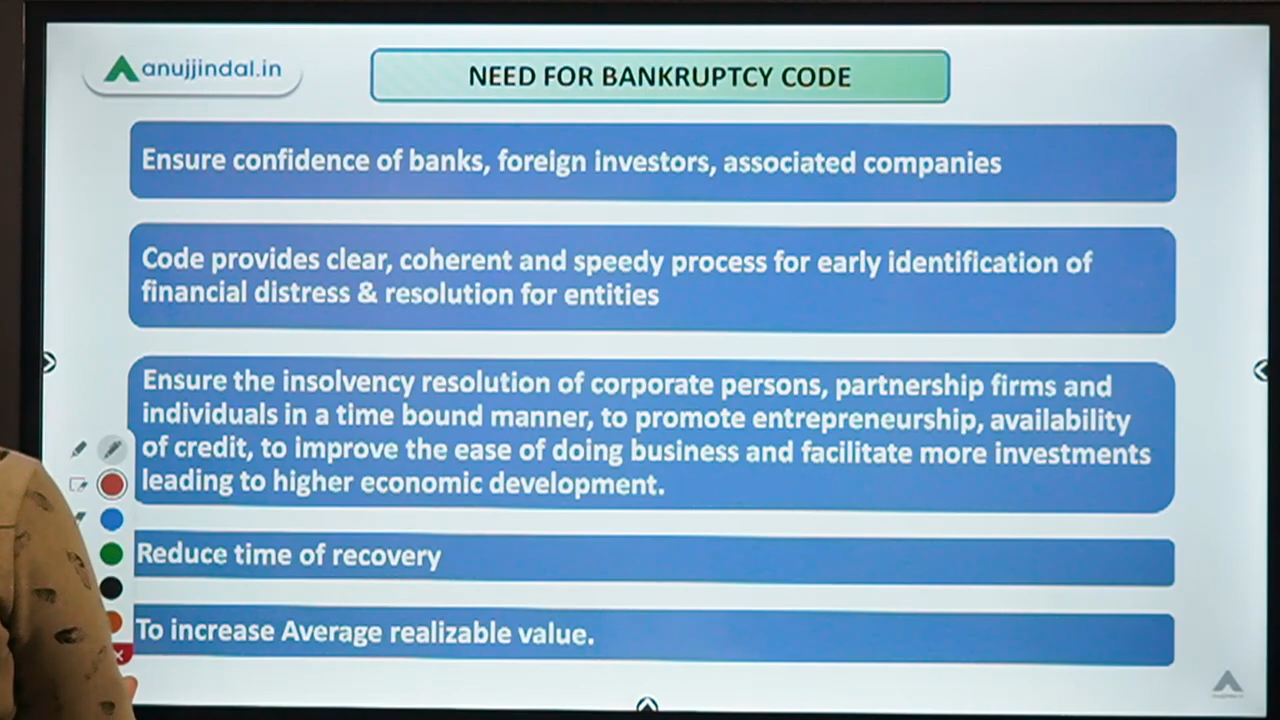 anujjindal.in
NEED FOR BANKRUPTCY CODE
Ensure confidence of banks, foreign investors, associated companies
Code provides clear, coherent and speedy process for early identification of
financial distress & resolution for entities
Ensure the insolvency resolution of corporate persons, partnership firms and
individuals in a time bound manner, to promote entrepreneurship, availability
of credit, to improve the ease of doing business and facilitate more investments
leading to higher economic development.
Reduce time of recovery
To increase Average realizable value.